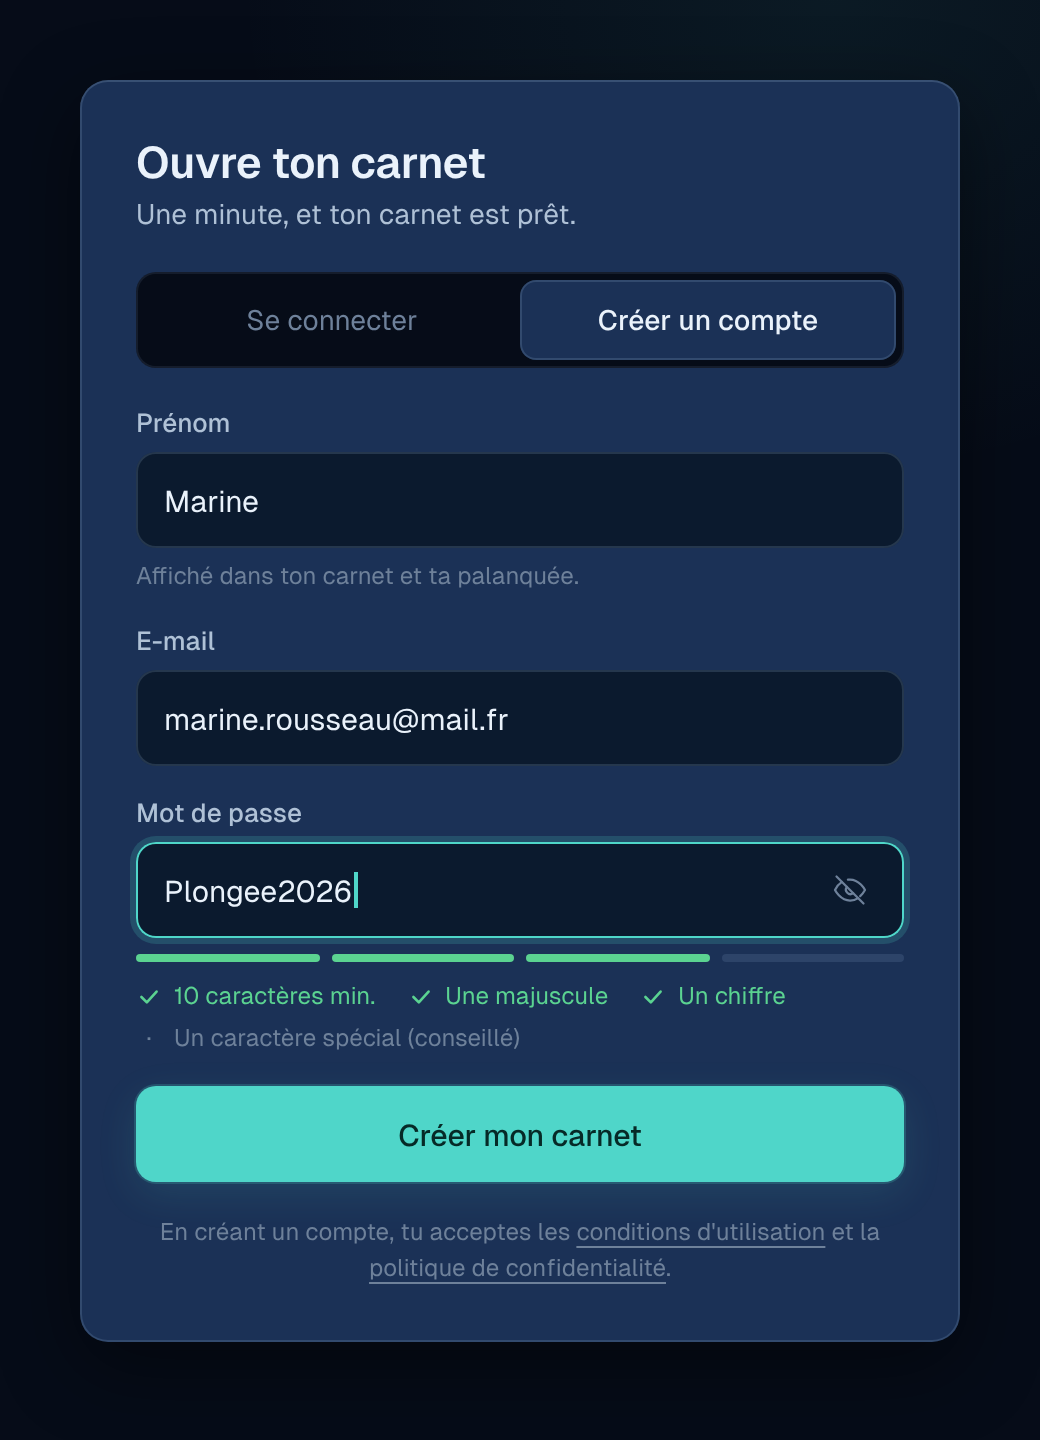 Ouvre ton carnet
Une minute, et ton carnet est prêt.
Se connecter
Créer un compte
Prénom
Marine
Affiché dans ton carnet et ta palanquée.
E-mail
marine.rousseau@mail.fr
Mot de passe
Plongee2026
10 caractères min.
Une majuscule
Un chiffre
· Un caractère spécial (conseillé)
Créer mon carnet
En créant un compte, tu acceptes les conditions d'utilisation et la
politique de confidentialité.